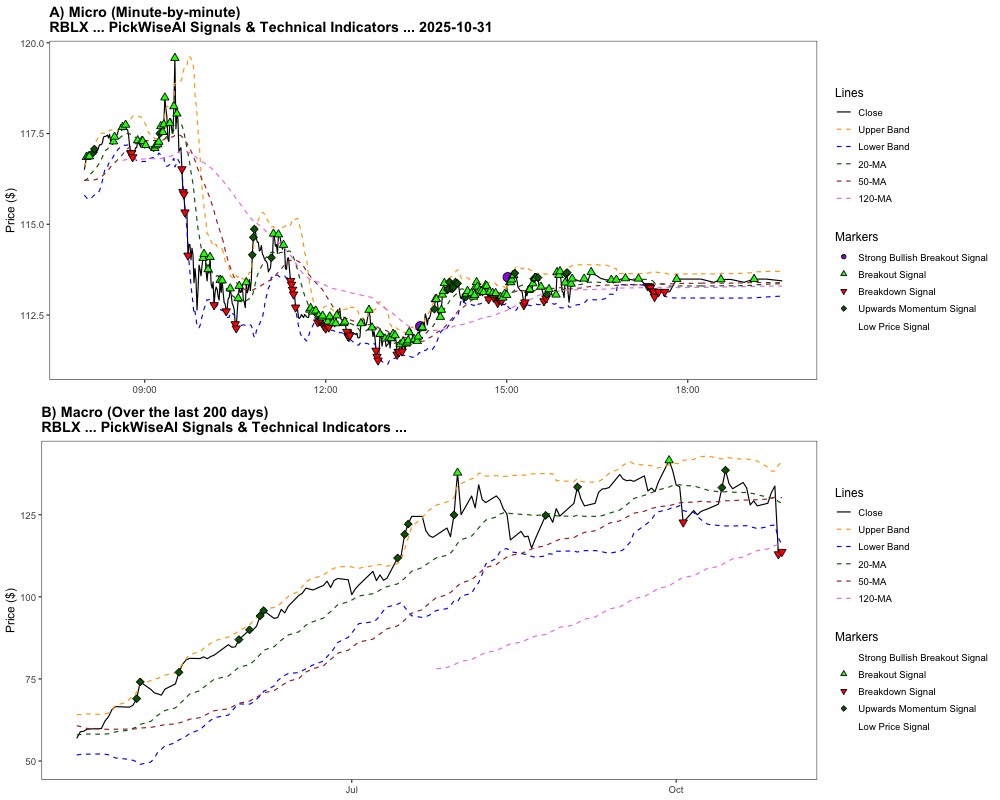 A) Micro (Minute-by-minute)
RBLX ... PickWiseAI Signals & Technical Indicators ... 2025-10-31
Price ($)
120.0
117.5
115.0
112.5
09:00
12:00
15:00
18:00
Lines
Close
Upper Band
Lower Band
20-MA
50-MA
120-MA
Markers
Strong Bullish Breakout Signal
Breakout Signal
Breakdown Signal
Upwards Momentum Signal
Low Price Signal
B) Macro (Over the last 200 days)
RBLX ... PickWiseAI Signals & Technical Indicators ...
Price ($)
125
100
75
50
Jul
Oct
Lines
Close
Upper Band
Lower Band
20-MA
50-MA
120-MA
Markers
Strong Bullish Breakout Signal
Breakout Signal
Breakdown Signal
Upwards Momentum Signal
Low Price Signal